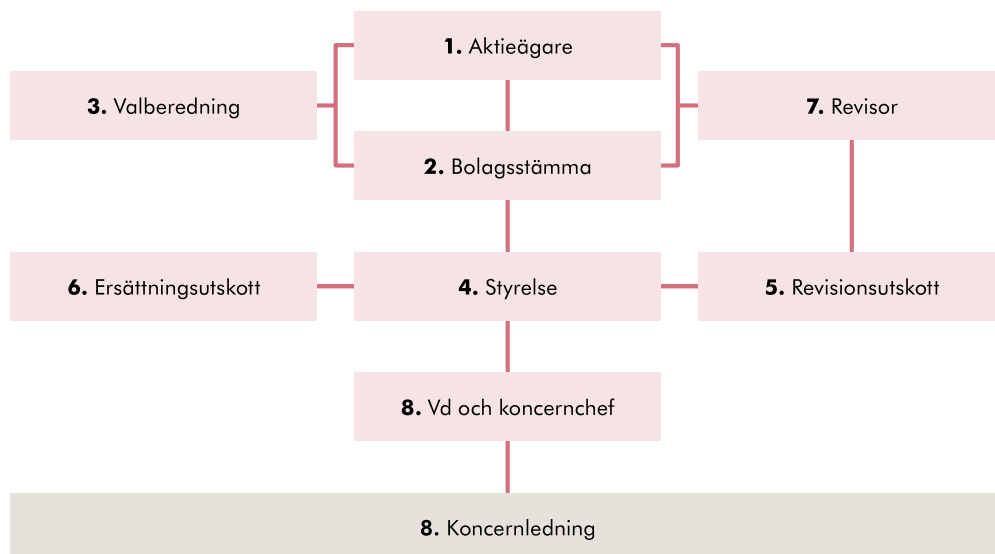 1. Aktieägare
3. Valberedning
7. Revisor
2. Bolagsstämma
6. Ersättningsutskott
4. Styrelse
5. Revisionsutskott
8. Vd och koncernchef
8. Koncernledning